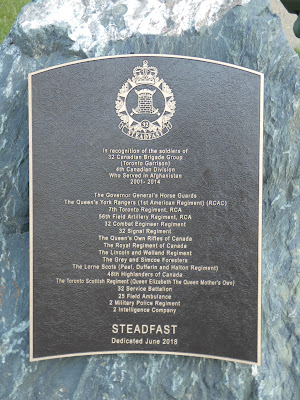 32
STEADFAST
In recognition of the soldiers of
32 Canadian Brigade Group
(Toronto Garrison)
4th Canadian Division
Who Served in Afghanistan
2001- 2014
The Governor General's Horse Guards
The Queen's York Rangers (1st American Regiment) (RCAC)
7th Toronto Regiment, RCA
56th Field Artillery Regiment, RCA
32 Combat Engineer Regiment
32 Signal Regiment
The Queen's Own Rifles of Canada
The Royal Regiment of Canada
The Lincoln and Welland Regiment
The Grey and Simcoe Foresters
The Lorne Scots (Peel, Dufferin and Halton Regiment)
48th Highlanders of Canada
The Toronto Scottish Regiment (Queen Elizabeth The Queen Mother's Own)
32 Service Battalion
25 Field Ambulance
2 Military Police Regiment
2 Intelligence Company
STEADFAST
Dedicated June 2018